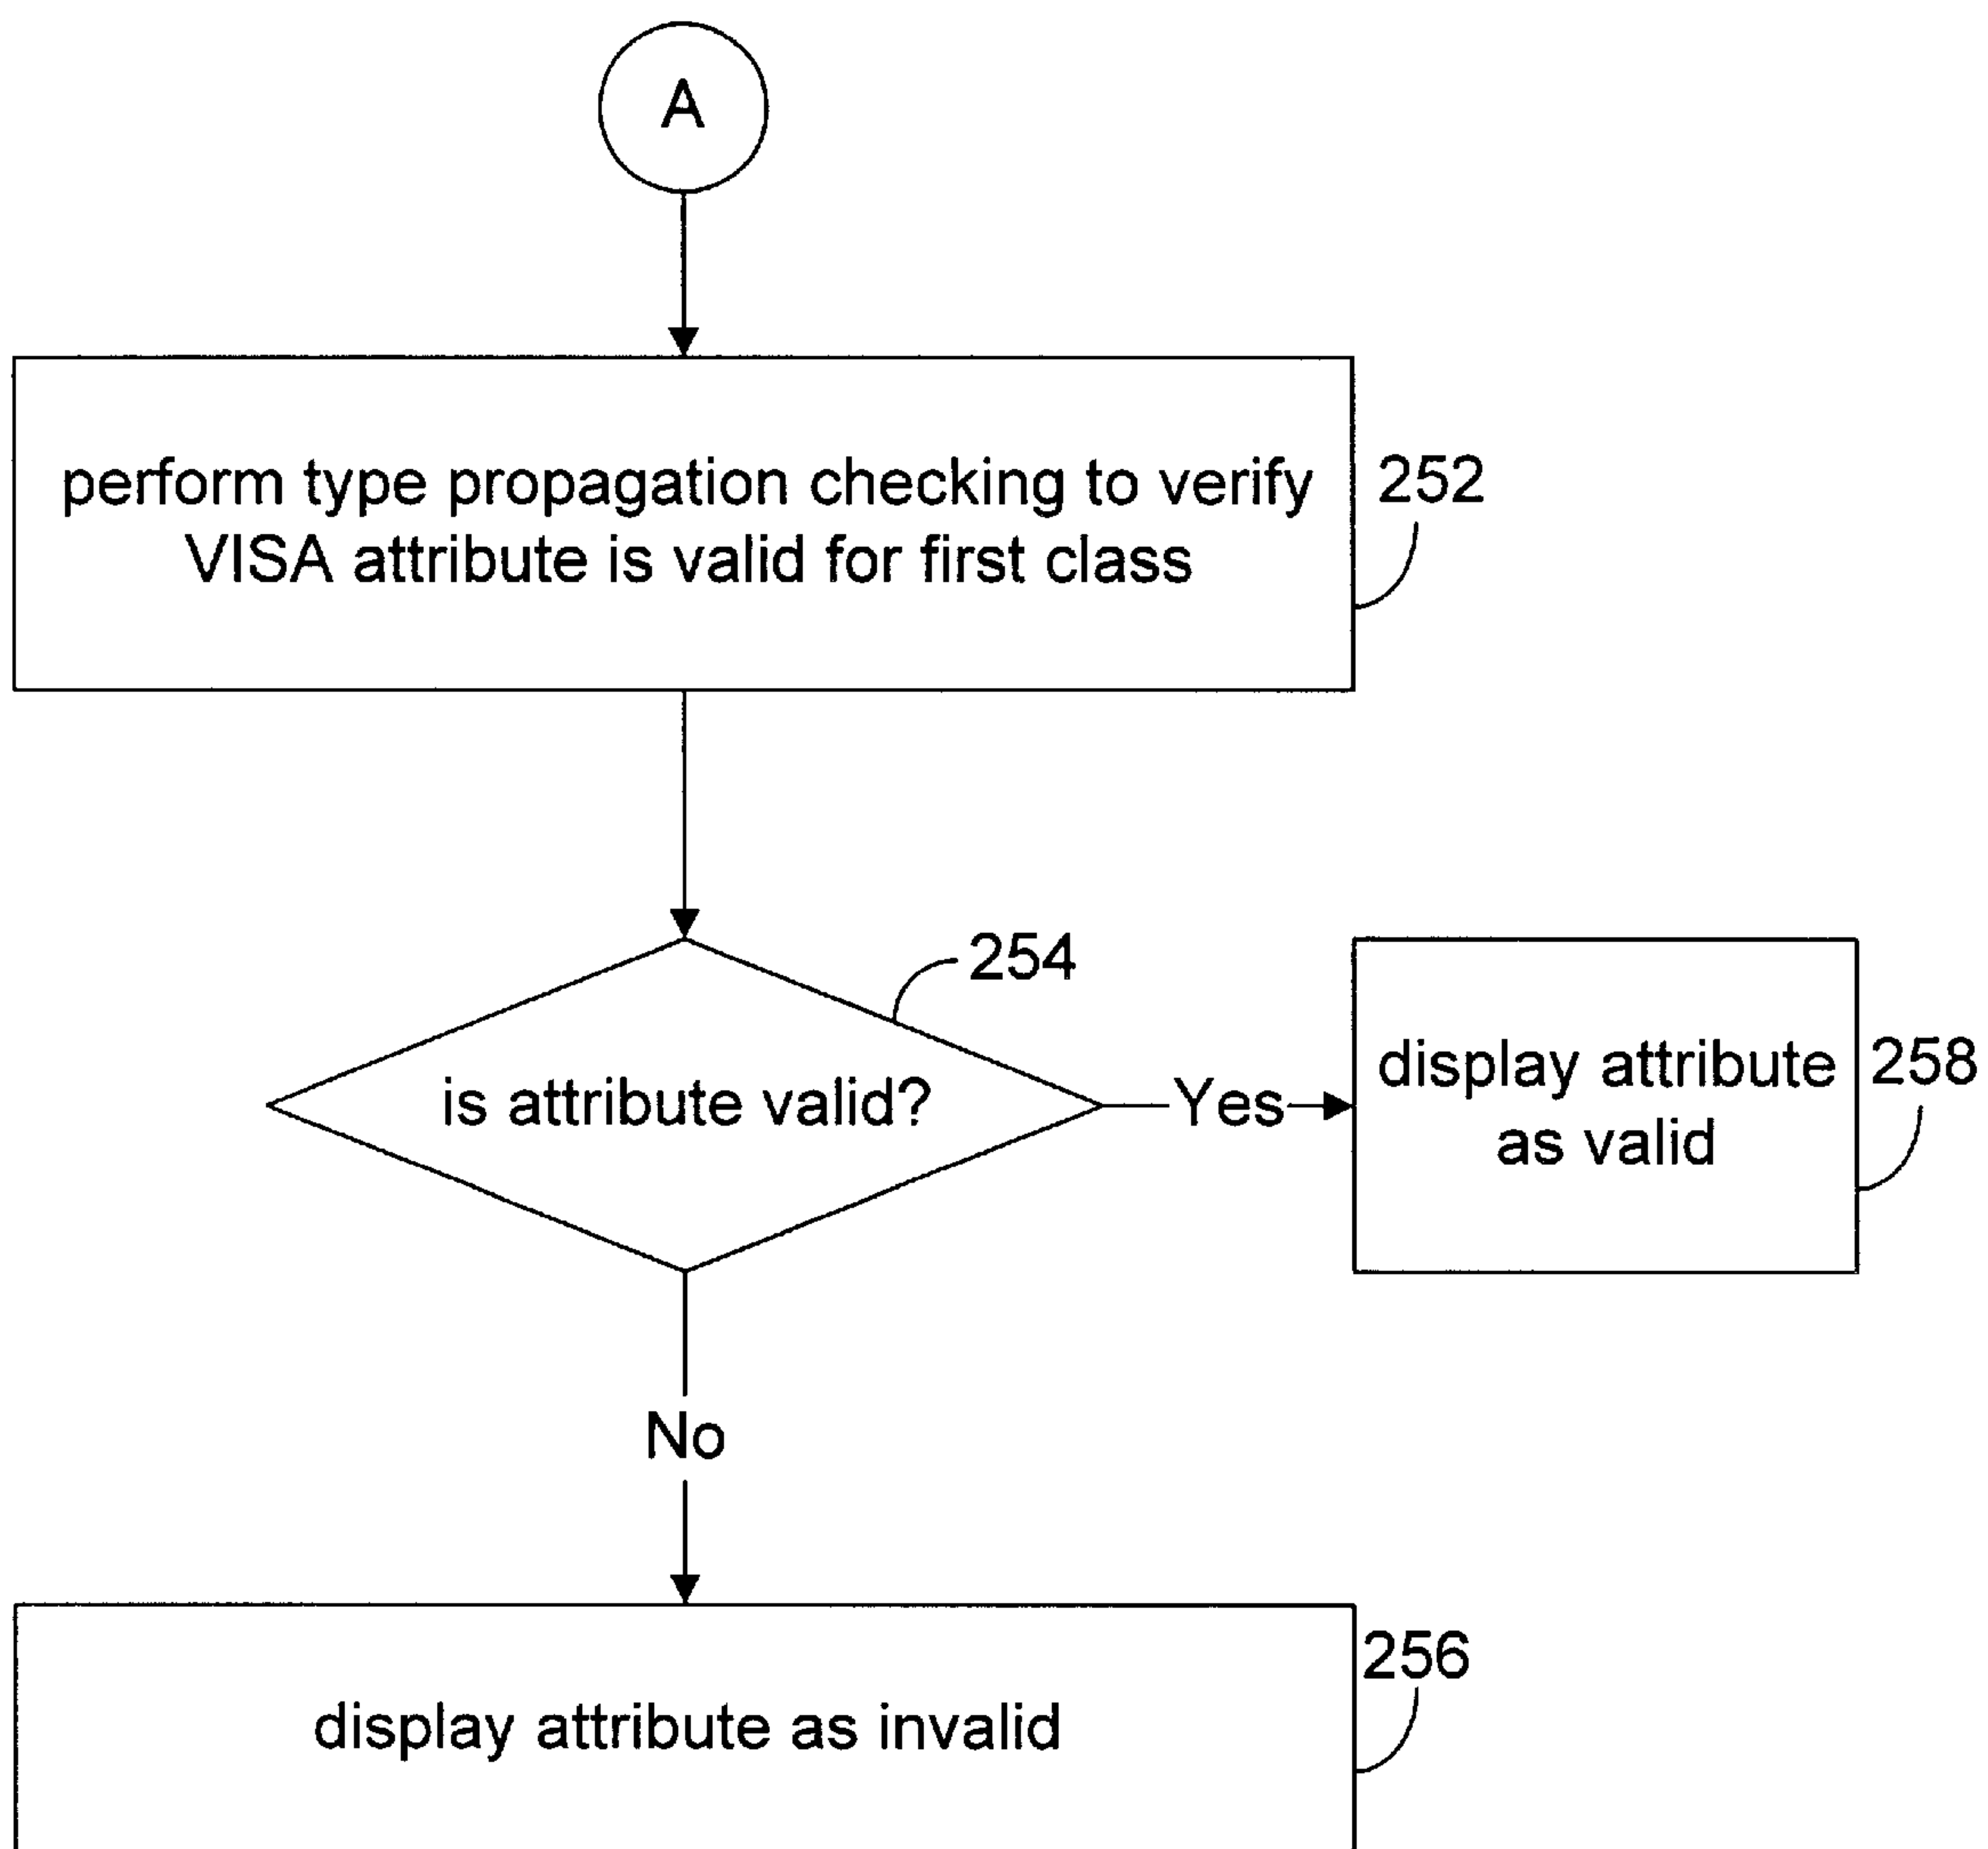 A
perform type propagation checking to verify
VISA attribute is valid for first class
252
254
is attribute valid?
Yes
display attribute
as valid
258
No
256
display attribute as invalid